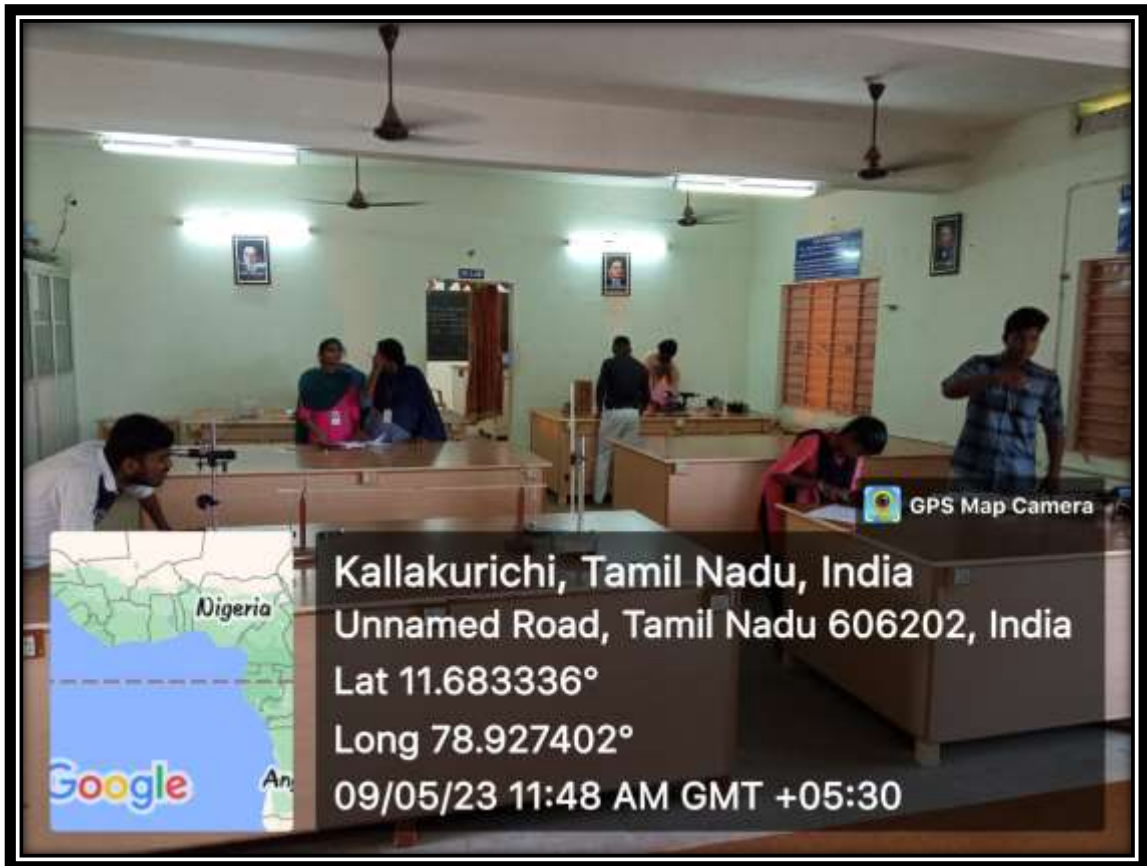 GPS Map Camera
Kallakurichi, Tamil Nadu, India
Unnamed Road, Tamil Nadu 606202, India
Lat 11.683336°
Long 78.927402°
09/05/23 11:48 AM GMT +05:30
Nigeria
Google
An